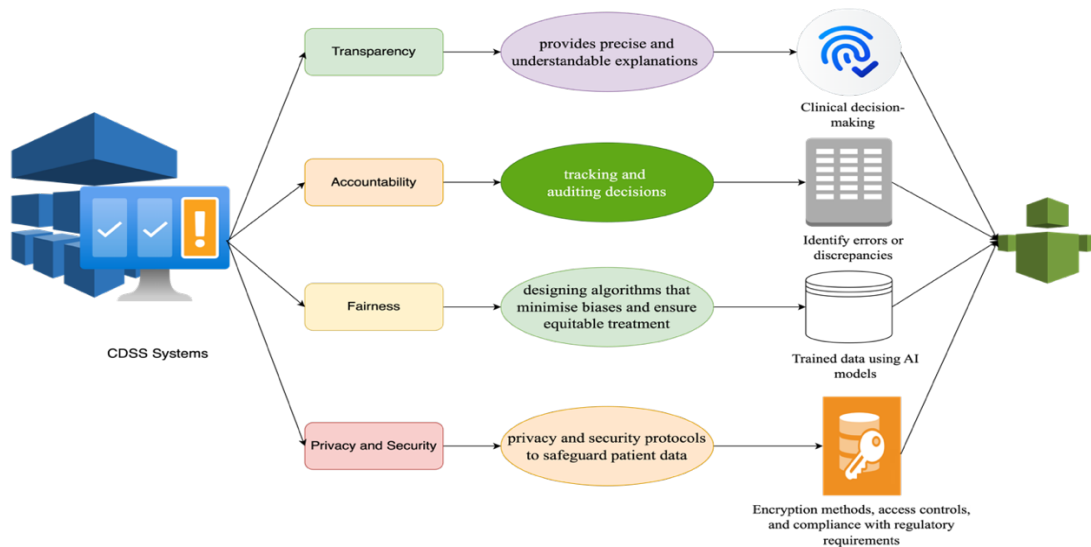 Transparency
provides precise and
understandable explanations
Clinical decision-
making
Accountability
tracking and
auditing decisions
Identify errors or
discrepancies
CDSS Systems
Fairness
designing algorithms that
minimise biases and ensure
equitable treatment
Trained data using AI
models
Privacy and Security
privacy and security protocols
to safeguard patient data
Encryption methods, access controls,
and compliance with regulatory
requirements